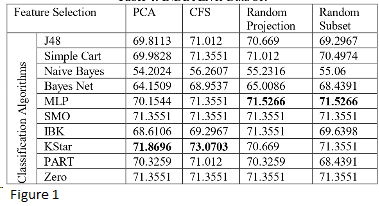 Feature Selection PCA CFS Random Projection Random Subset
Classification Algorithms
J48 69.8113 71.012 70.669 69.2967
Simple Cart 69.9828 71.3551 71.012 70.4974
Naive Bayes 54.2024 56.2607 55.2316 55.06
Bayes Net 64.1509 68.9537 65.0086 68.4391
MLP 70.1544 71.3551 71.5266 71.5266
SMO 71.3551 71.3551 71.3551 71.3551
IBK 68.6106 69.2967 71.3551 69.6398
KStar 71.8696 73.0703 70.669 71.3551
PART 70.3259 71.012 70.3259 68.4391
Zero 71.3551 71.3551 71.3551 71.3551
Figure 1